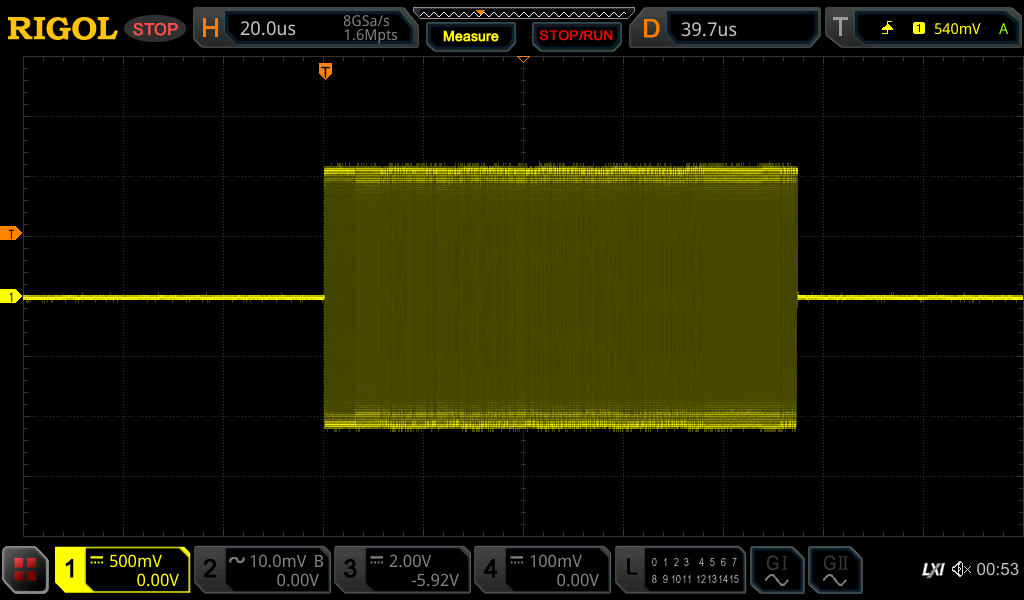 RIGOL STOP H 20.0us 8GSa/s 1.6Mpts Measure STOP/RUN D 39.7us T 1 540mV A
T
T
1
1 500mV 0.00V 2 10.0mV B 0.00V 3 2.00V -5.92V 4 100mV 0.00V L 0 1 2 3 4 5 6 7 8 9 10 11 12 13 14 15 GI GII LXI 00:53